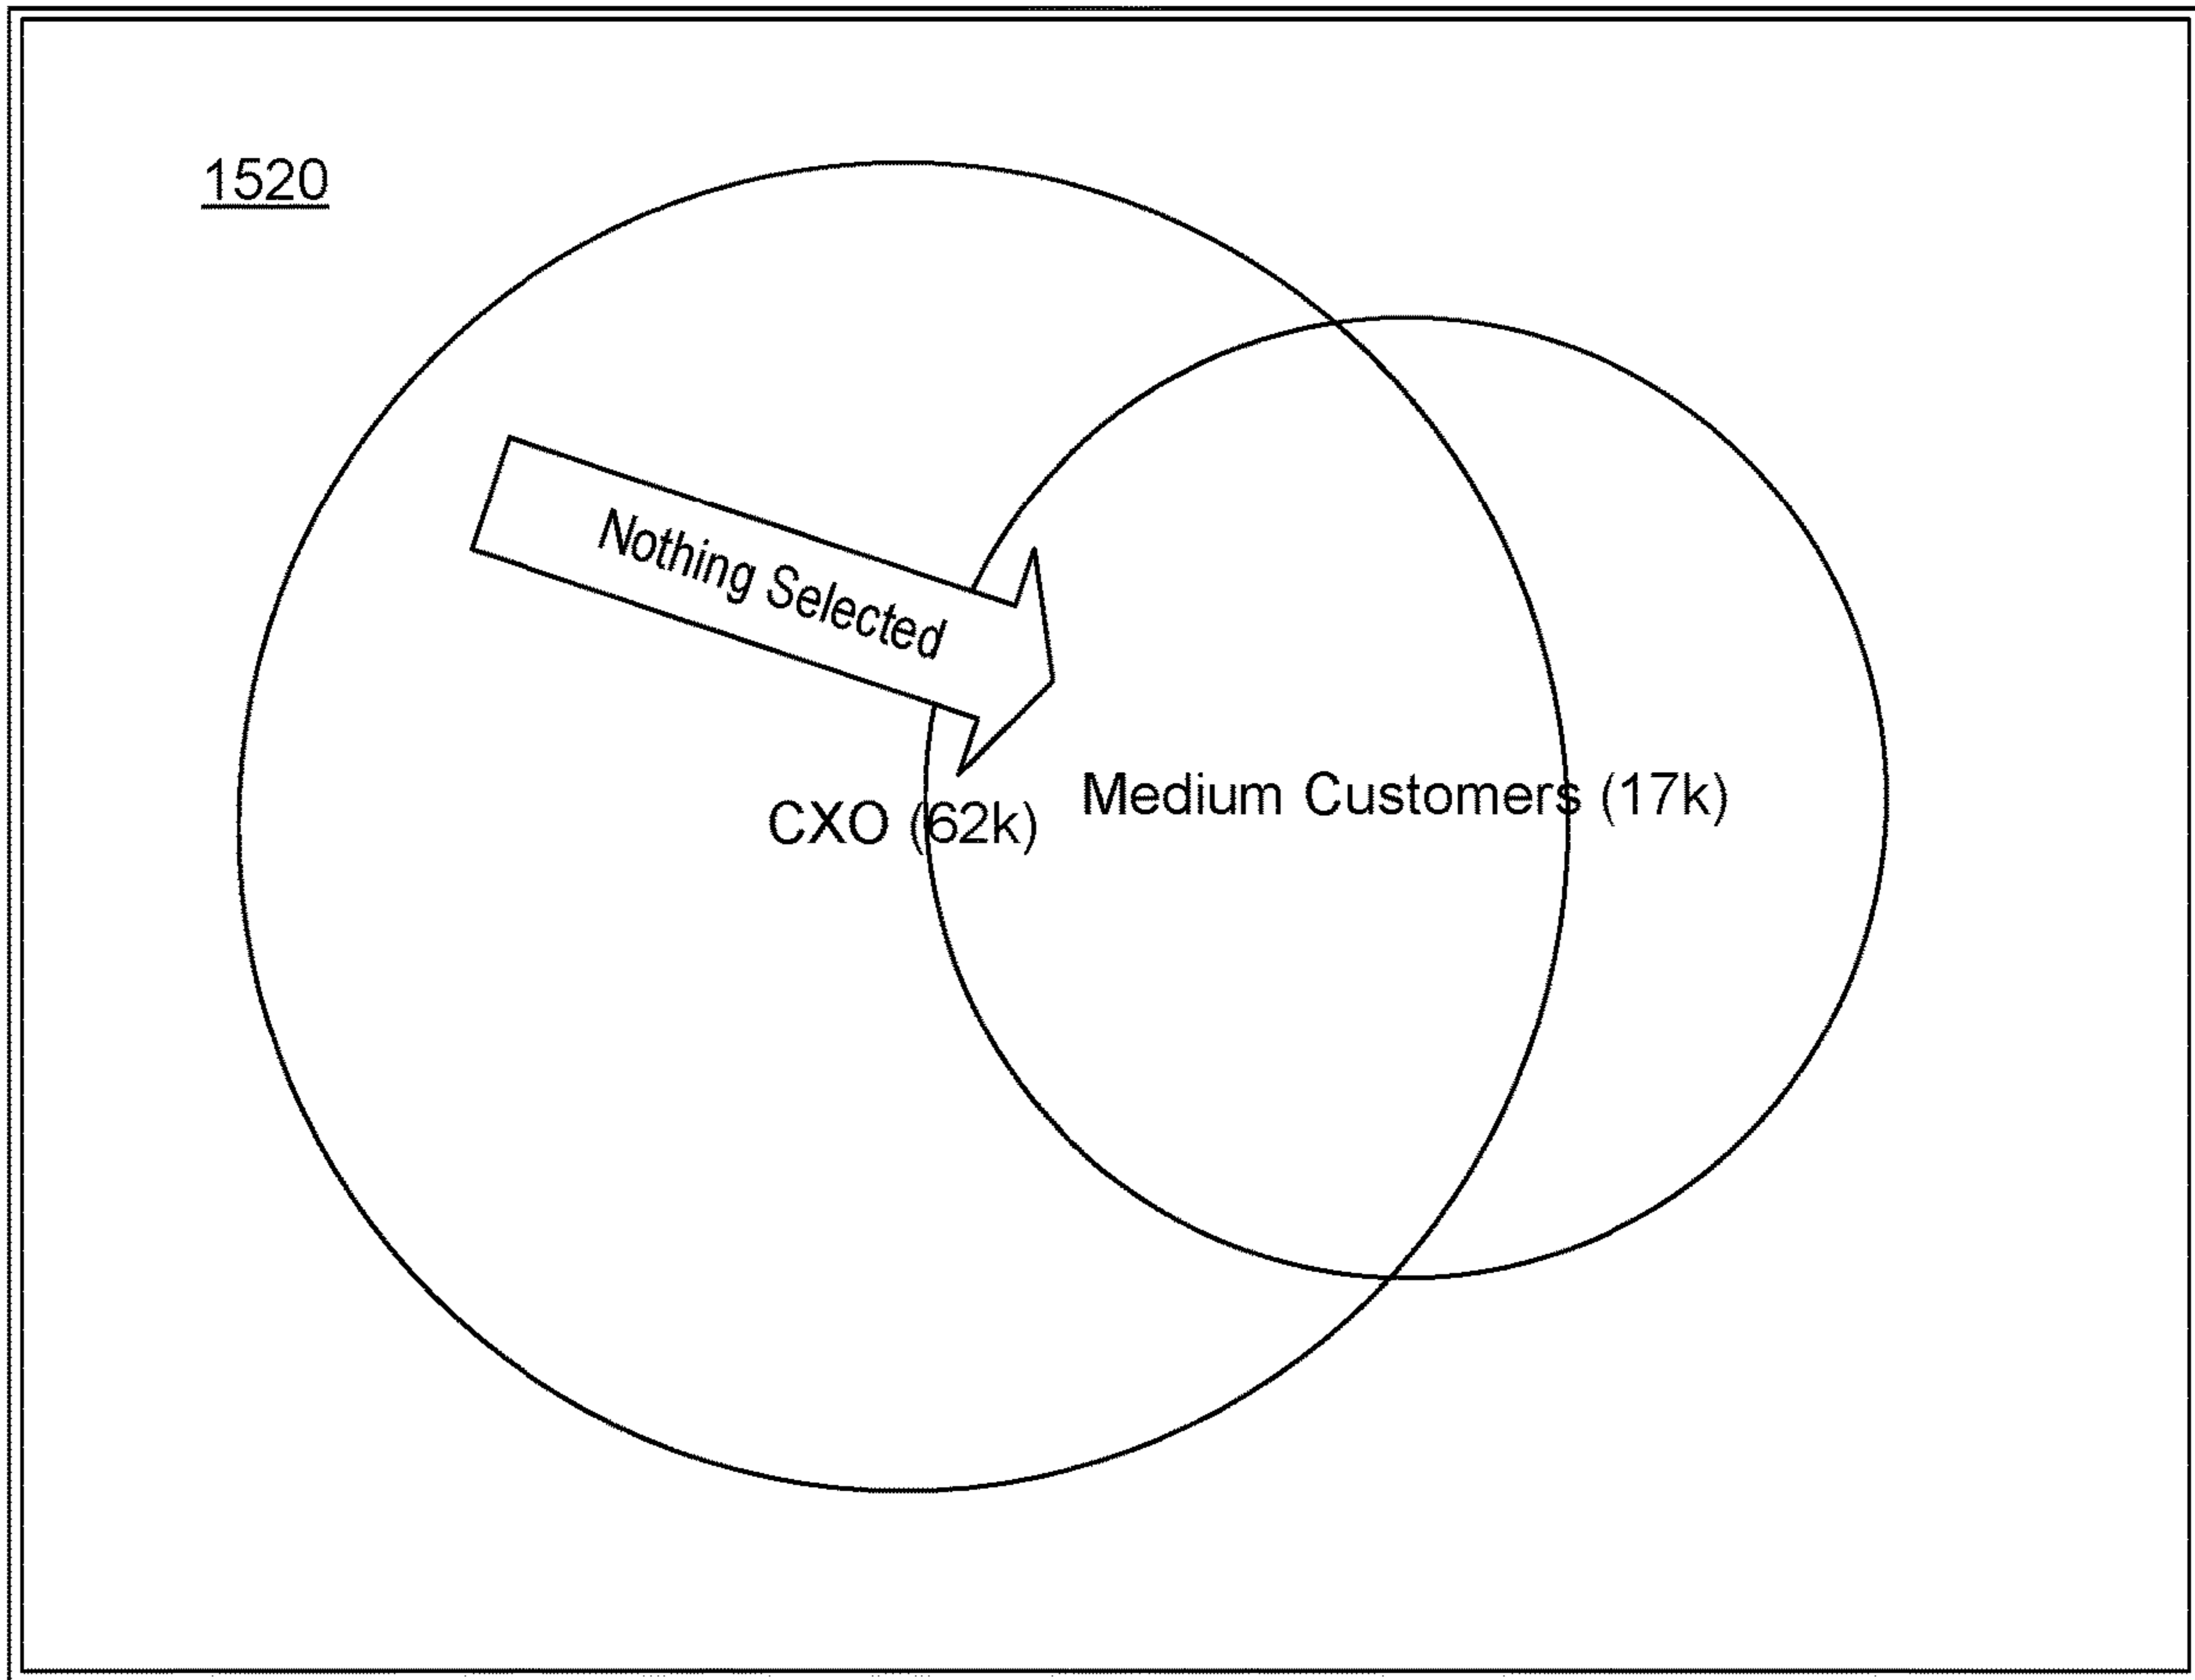 1520
Nothing Selected
Medium Customers (17k)
CXO (62k)